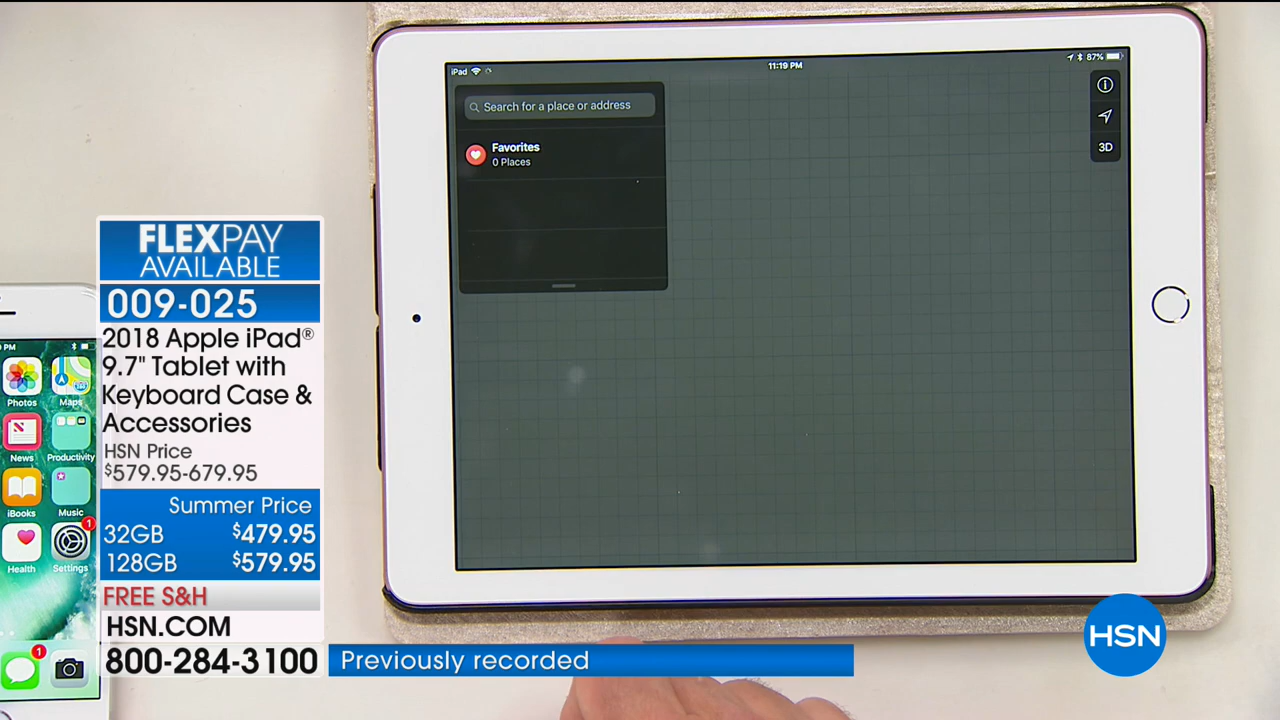 iPad
11:19 PM
87%
Search for a place or address
Favorites
0 Places
3D
FLEXPAY
AVAILABLE
009-025
2018 Apple iPad®
9.7" Tablet with
Keyboard Case &
Accessories
HSN Price
$579.95-679.95
Summer Price
32GB $479.95
128GB $579.95
FREE S&H
HSN.COM
800-284-3100
Previously recorded
HSN
PM
Photos Maps
News Productivity
iBooks Music
1
Health Settings
1